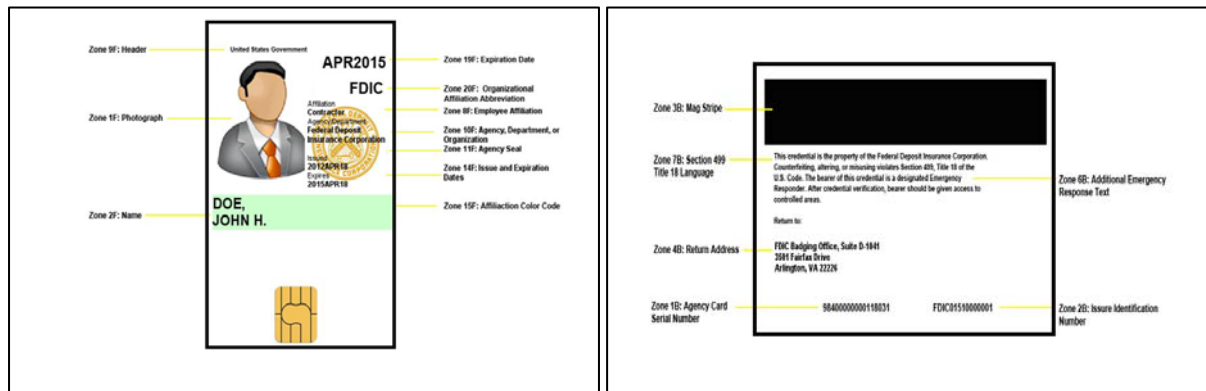 Zone 9F: Header
United States Government
APR2015
Zone 19F: Expiration Date
FDIC
Zone 20F: Organizational
Affiliation Abbreviation
Affiliation
Contractor
Zone 8F: Employee Affiliation
Zone 1F: Photograph
Agency/Department
Federal Deposit
Insurance Corporation
Zone 10F: Agency, Department, or
Organization
Zone 11F: Agency Seal
Issued
2012APR18
Expires
2015APR18
Zone 14F: Issue and Expiration
Dates
Zone 15F: Affiliaction Color Code
Zone 2F: Name
DOE,
JOHN H.
Zone 3B: Mag Stripe
Zone 7B: Section 499
Title 18 Language
This credential is the property of the Federal Deposit Insurance Corporation.
Counterfeiting, altering, or misusing violates Section 499, Title 18 of the
U.S. Code. The bearer of this credential is a designated Emergency
Responder. After credential verification, bearer should be given access to
controlled areas.
Zone 6B: Additional Emergency
Response Text
Return to:
Zone 4B: Return Address
FDIC Badging Office, Suite D-1041
3501 Fairfax Drive
Arlington, VA 22226
Zone 1B: Agency Card
Serial Number
98400000000118031
FDIC01510000001
Zone 2B: Issure Identification
Number